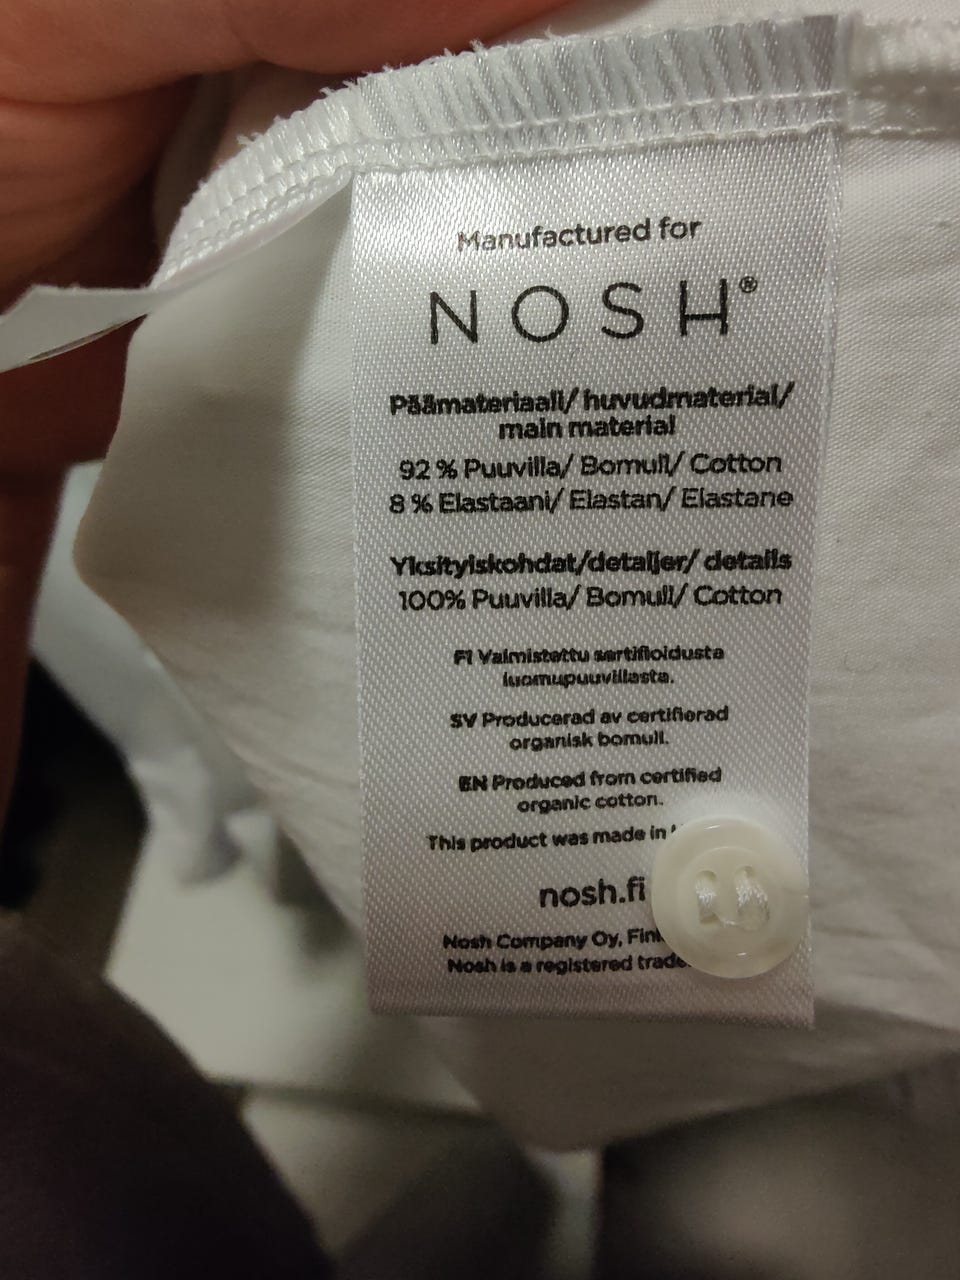 Manufactured for
NOSH®
Päämateriaali/ huvudmaterial/
main material
92 % Puuvilla/ Bomull/ Cotton
8 % Elastaani/ Elastan/ Elastane
Yksityiskohdat/detaljer/ details
100% Puuvilla/ Bomull/ Cotton
FI Valmistettu sertifioidusta
luomupuuvillasta.
SV Producerad av certifierad
organisk bomull.
EN Produced from certified
organic cotton.
This product was made in
nosh.fi
Nosh Company Oy,
Nosh is a registered